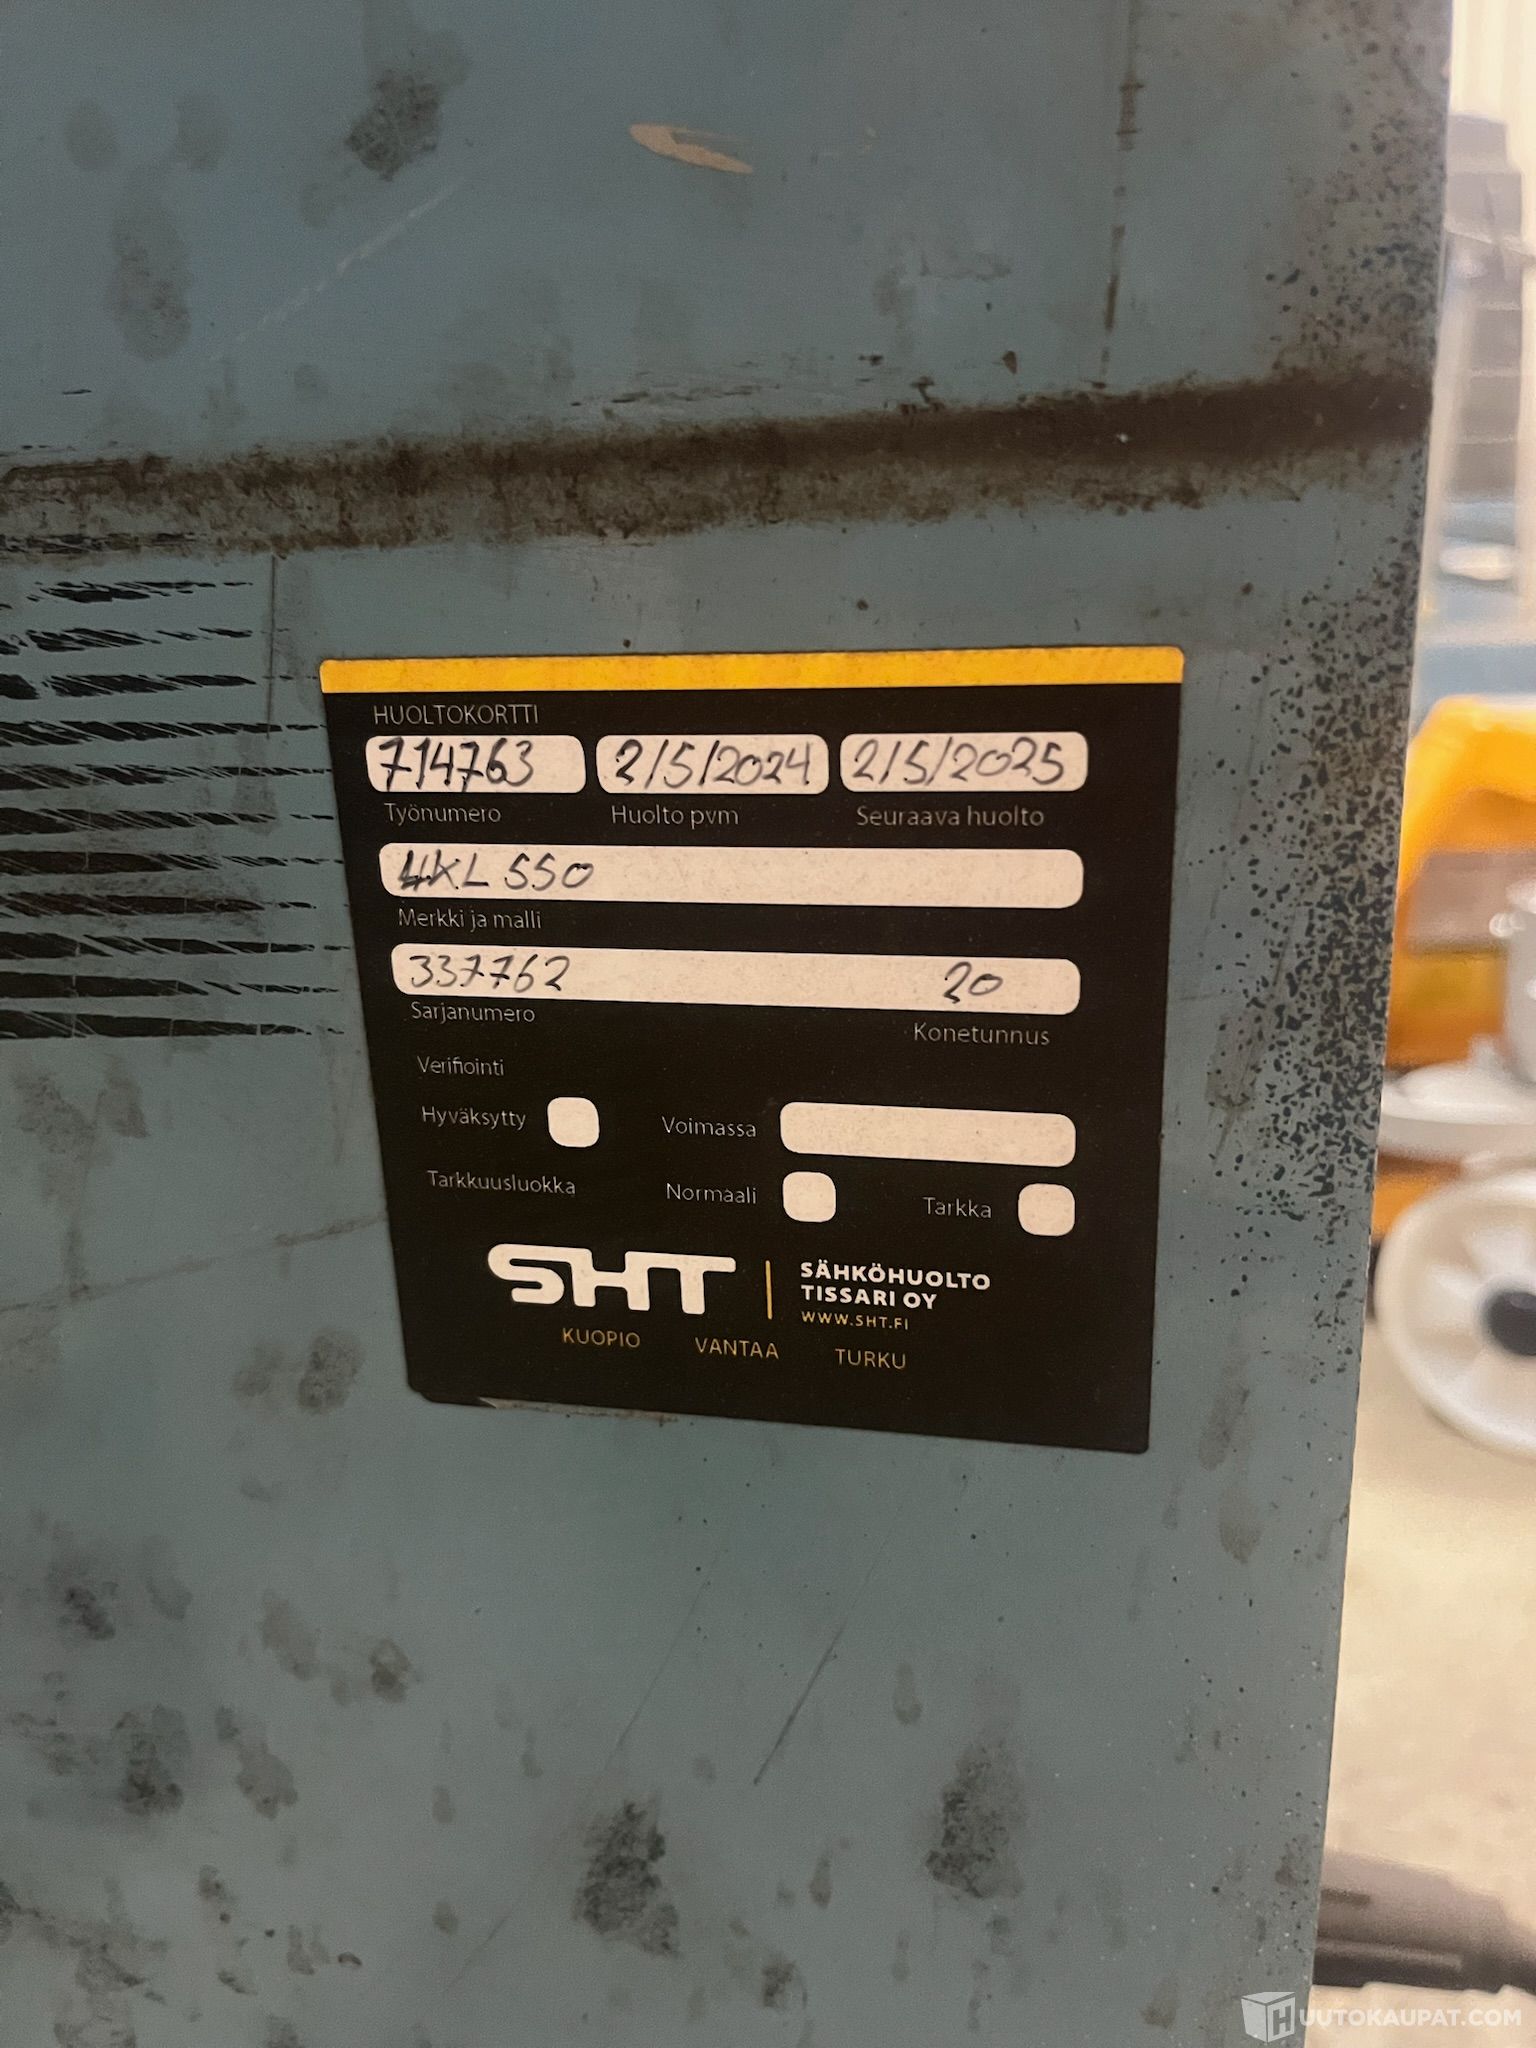 HUOLTOKORTTI
714763 2/5/2024 2/5/2025
Työnumero Huolto pvm Seuraava huolto
4XL 550
Merkki ja malli
337762 20
Sarjanumero Konetunnus
Verifiointi
Hyväksytty Voimassa
Tarkkuusluokka Normaali Tarkka
SHT SÄHKÖHUOLTO
TISSARI OY
WWW.SHT.FI
KUOPIO VANTAA TURKU
HUUTOKAUPAT.COM